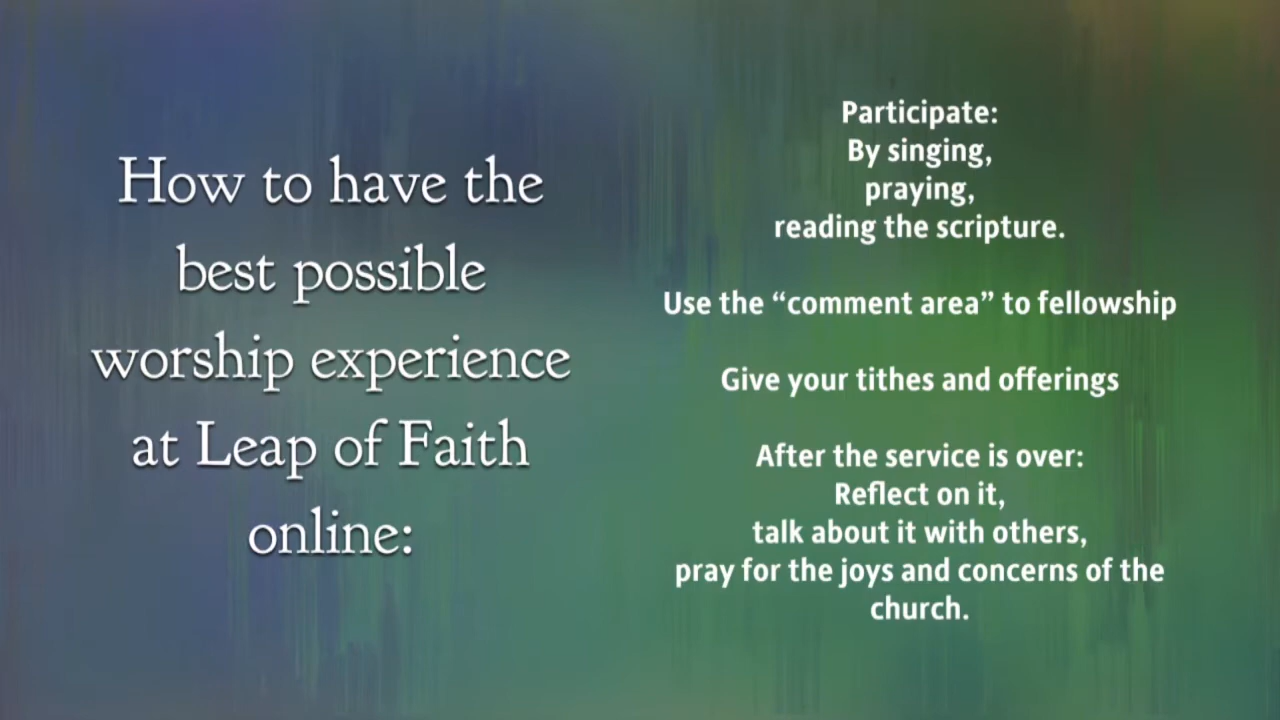 How to have the
best possible
worship experience
at Leap of Faith
online:
Participate:
By singing,
praying,
reading the scripture.
Use the “comment area” to fellowship
Give your tithes and offerings
After the service is over:
Reflect on it,
talk about it with others,
pray for the joys and concerns of the
church.